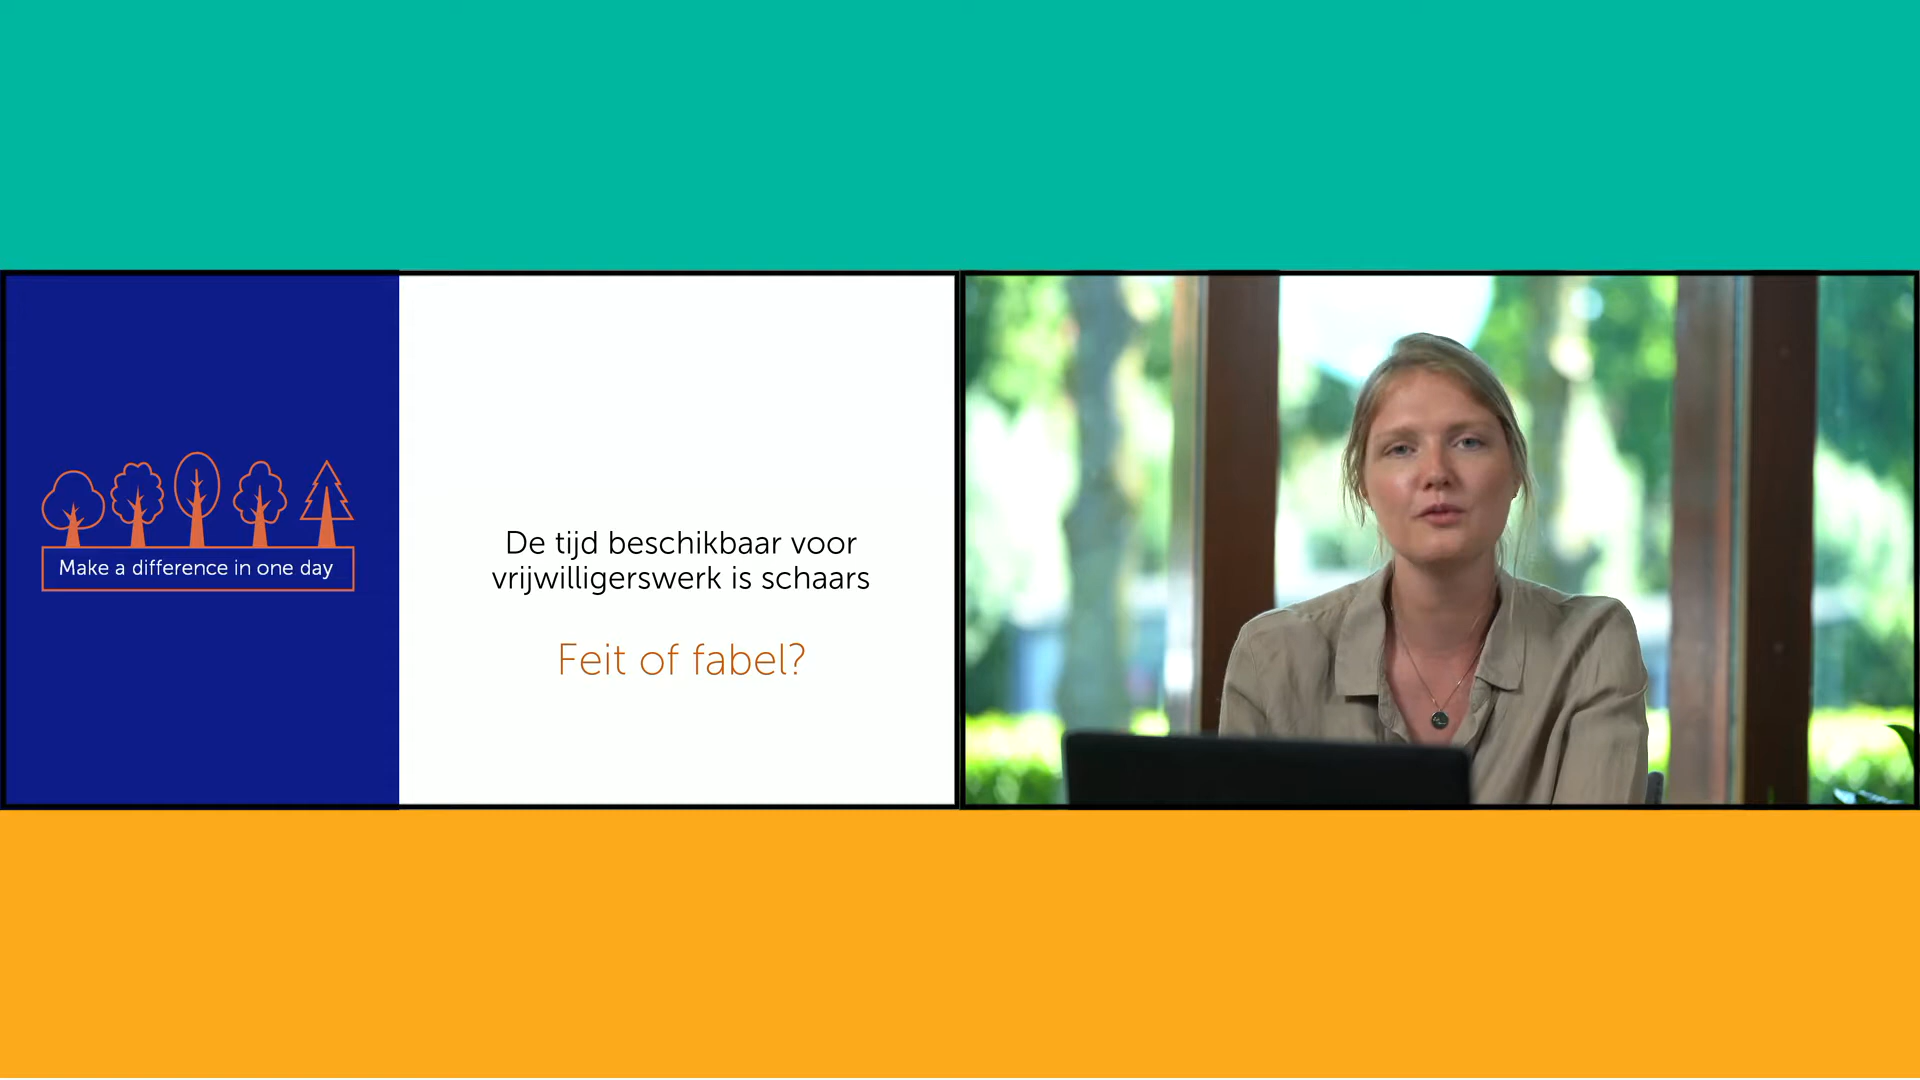 Make a difference in one day
De tijd beschikbaar voor
vrijwilligerswerk is schaars
Feit of fabel?